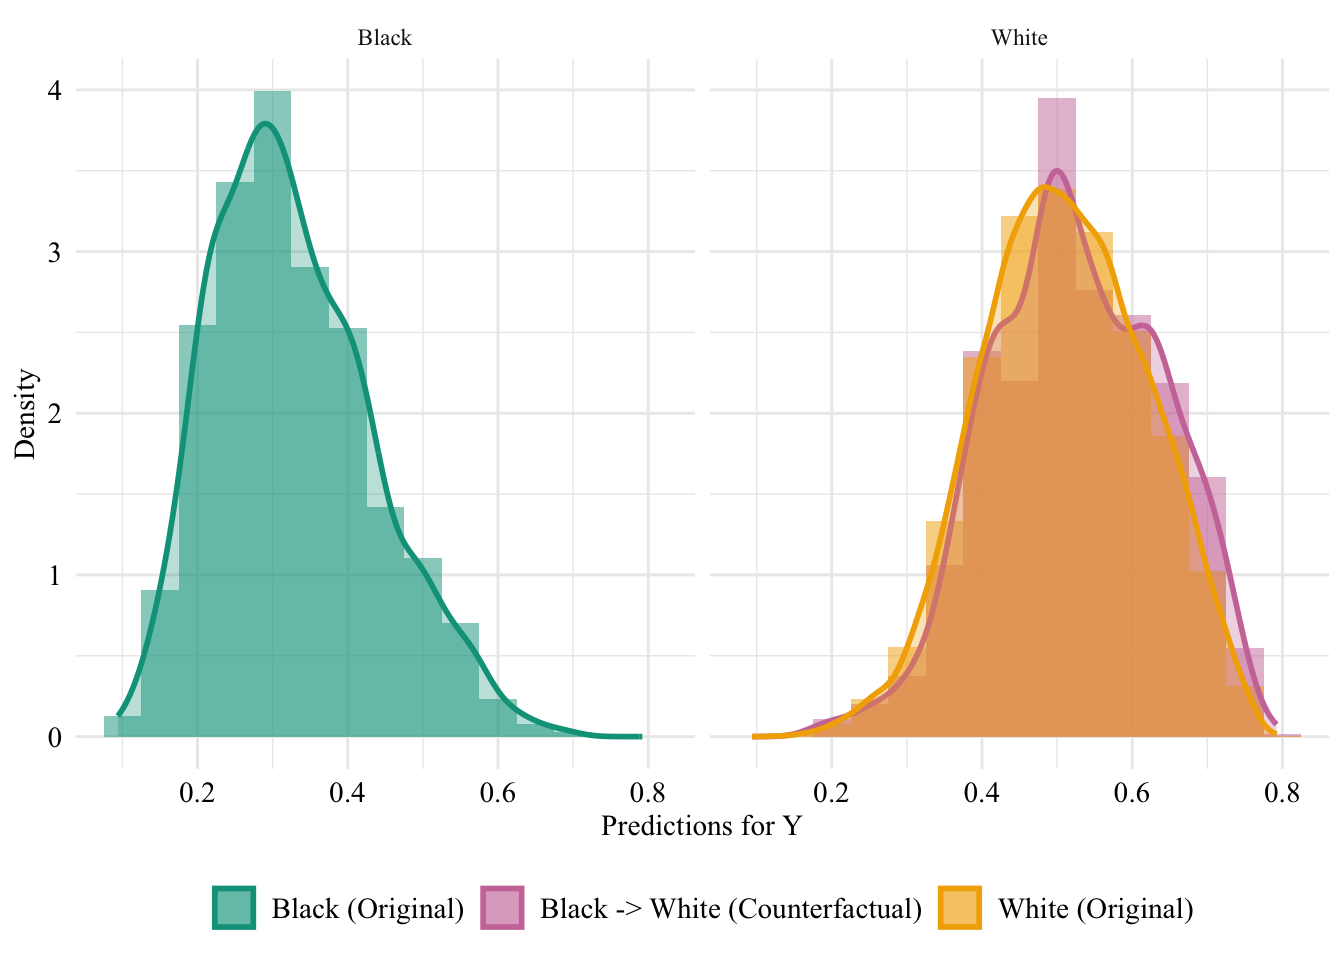 Black
White
4
3
2
1
0
Density
0.2 0.4 0.6 0.8
0.2 0.4 0.6 0.8
Predictions for Y
Black (Original) Black -> White (Counterfactual) White (Original)